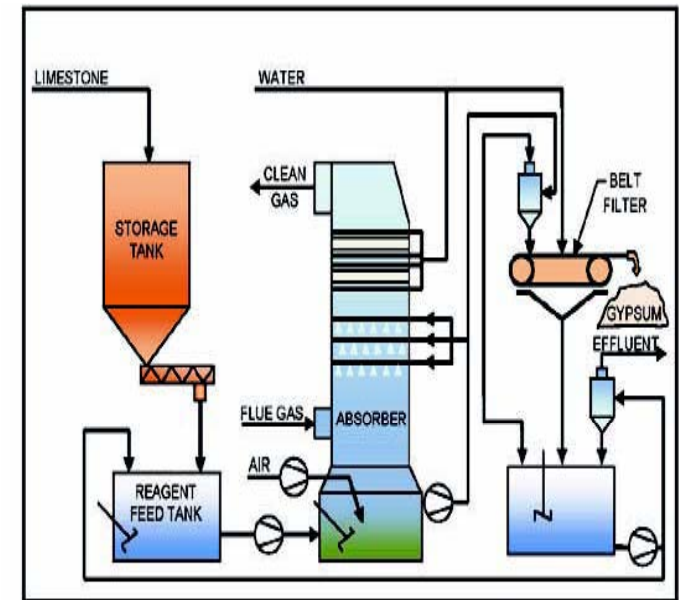 LIMESTONE
WATER
CLEAN
GAS
BELT
FILTER
STORAGE
TANK
GYPSUM
EFFLUENT
FLUE GAS
ABSORBER
AIR
REAGENT
FEED TANK